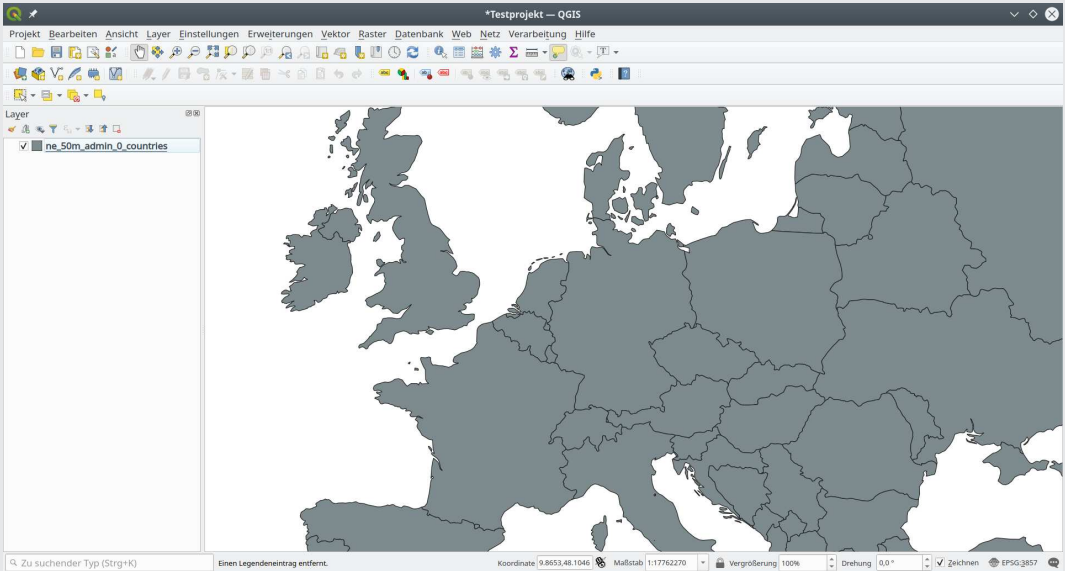 *Testprojekt — QGIS
Projekt Bearbeiten Ansicht Layer Einstellungen Erweiterungen Vektor Raster Datenbank Web Netz Verarbeitung Hilfe
Layer
ne_50m_admin_0_countries
Zu suchender Typ (Strg+K) Einen Legendeneintrag entfernt. Koordinate 9.8653,48.1046 Maßstab 1:17762270 Vergrößerung 100% Drehung 0,0 ° Zeichnen EPSG:3857